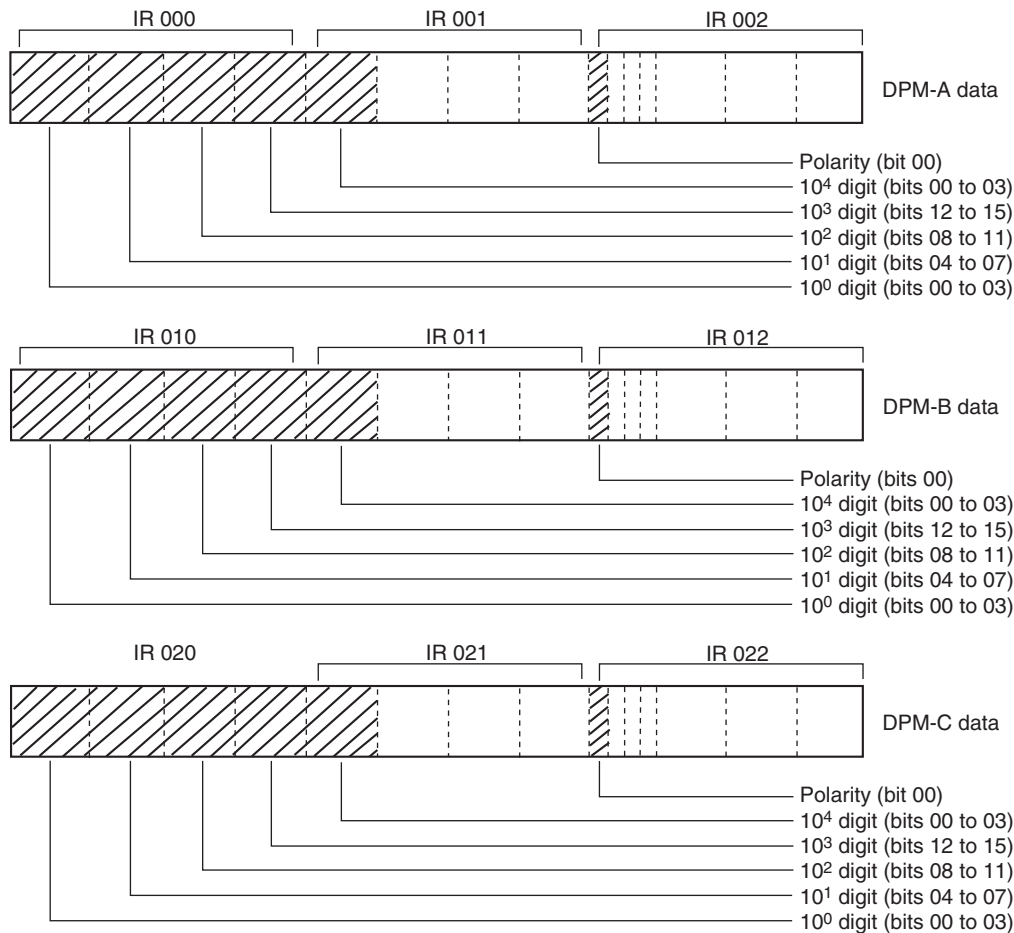 IR 000 IR 001 IR 002
DPM-A data
Polarity (bit 00)
10⁴ digit (bits 00 to 03)
10³ digit (bits 12 to 15)
10² digit (bits 08 to 11)
10¹ digit (bits 04 to 07)
10⁰ digit (bits 00 to 03)
IR 010 IR 011 IR 012
DPM-B data
Polarity (bits 00)
10⁴ digit (bits 00 to 03)
10³ digit (bits 12 to 15)
10² digit (bits 08 to 11)
10¹ digit (bits 04 to 07)
10⁰ digit (bits 00 to 03)
IR 020 IR 021 IR 022
DPM-C data
Polarity (bit 00)
10⁴ digit (bits 00 to 03)
10³ digit (bits 12 to 15)
10² digit (bits 08 to 11)
10¹ digit (bits 04 to 07)
10⁰ digit (bits 00 to 03)